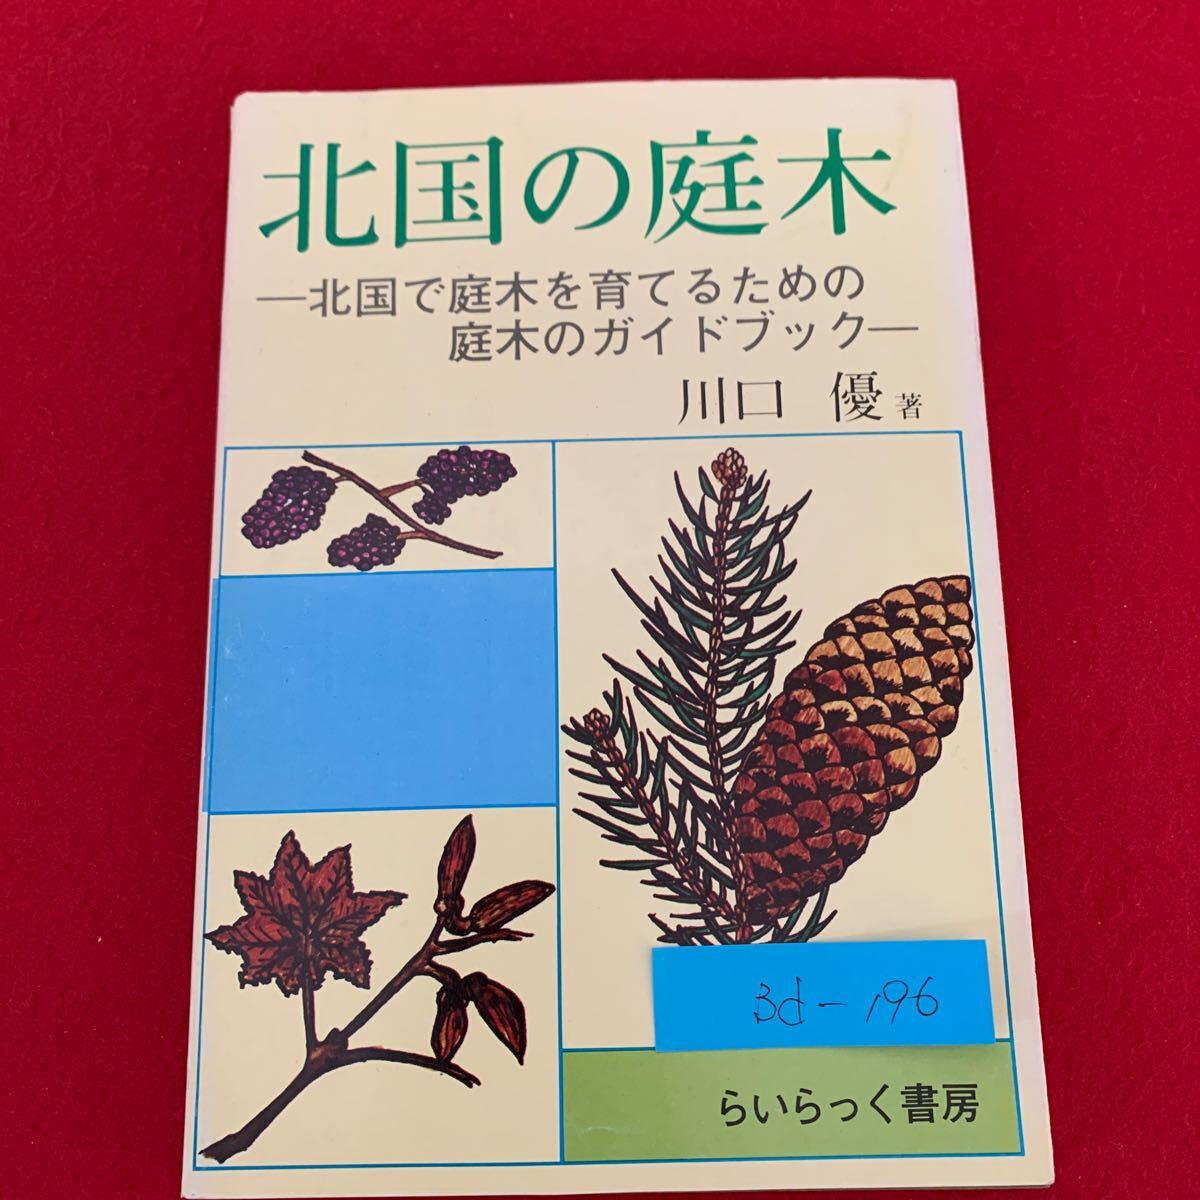 北国の庭木
―北国で庭木を育てるための
庭木のガイドブック―
川口 優 著
Bd-196
らいらっく書房